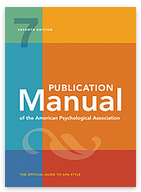 7
SEVENTH EDITION
PUBLICATION
Manual
of the American Psychological Association
THE OFFICIAL GUIDE TO APA STYLE